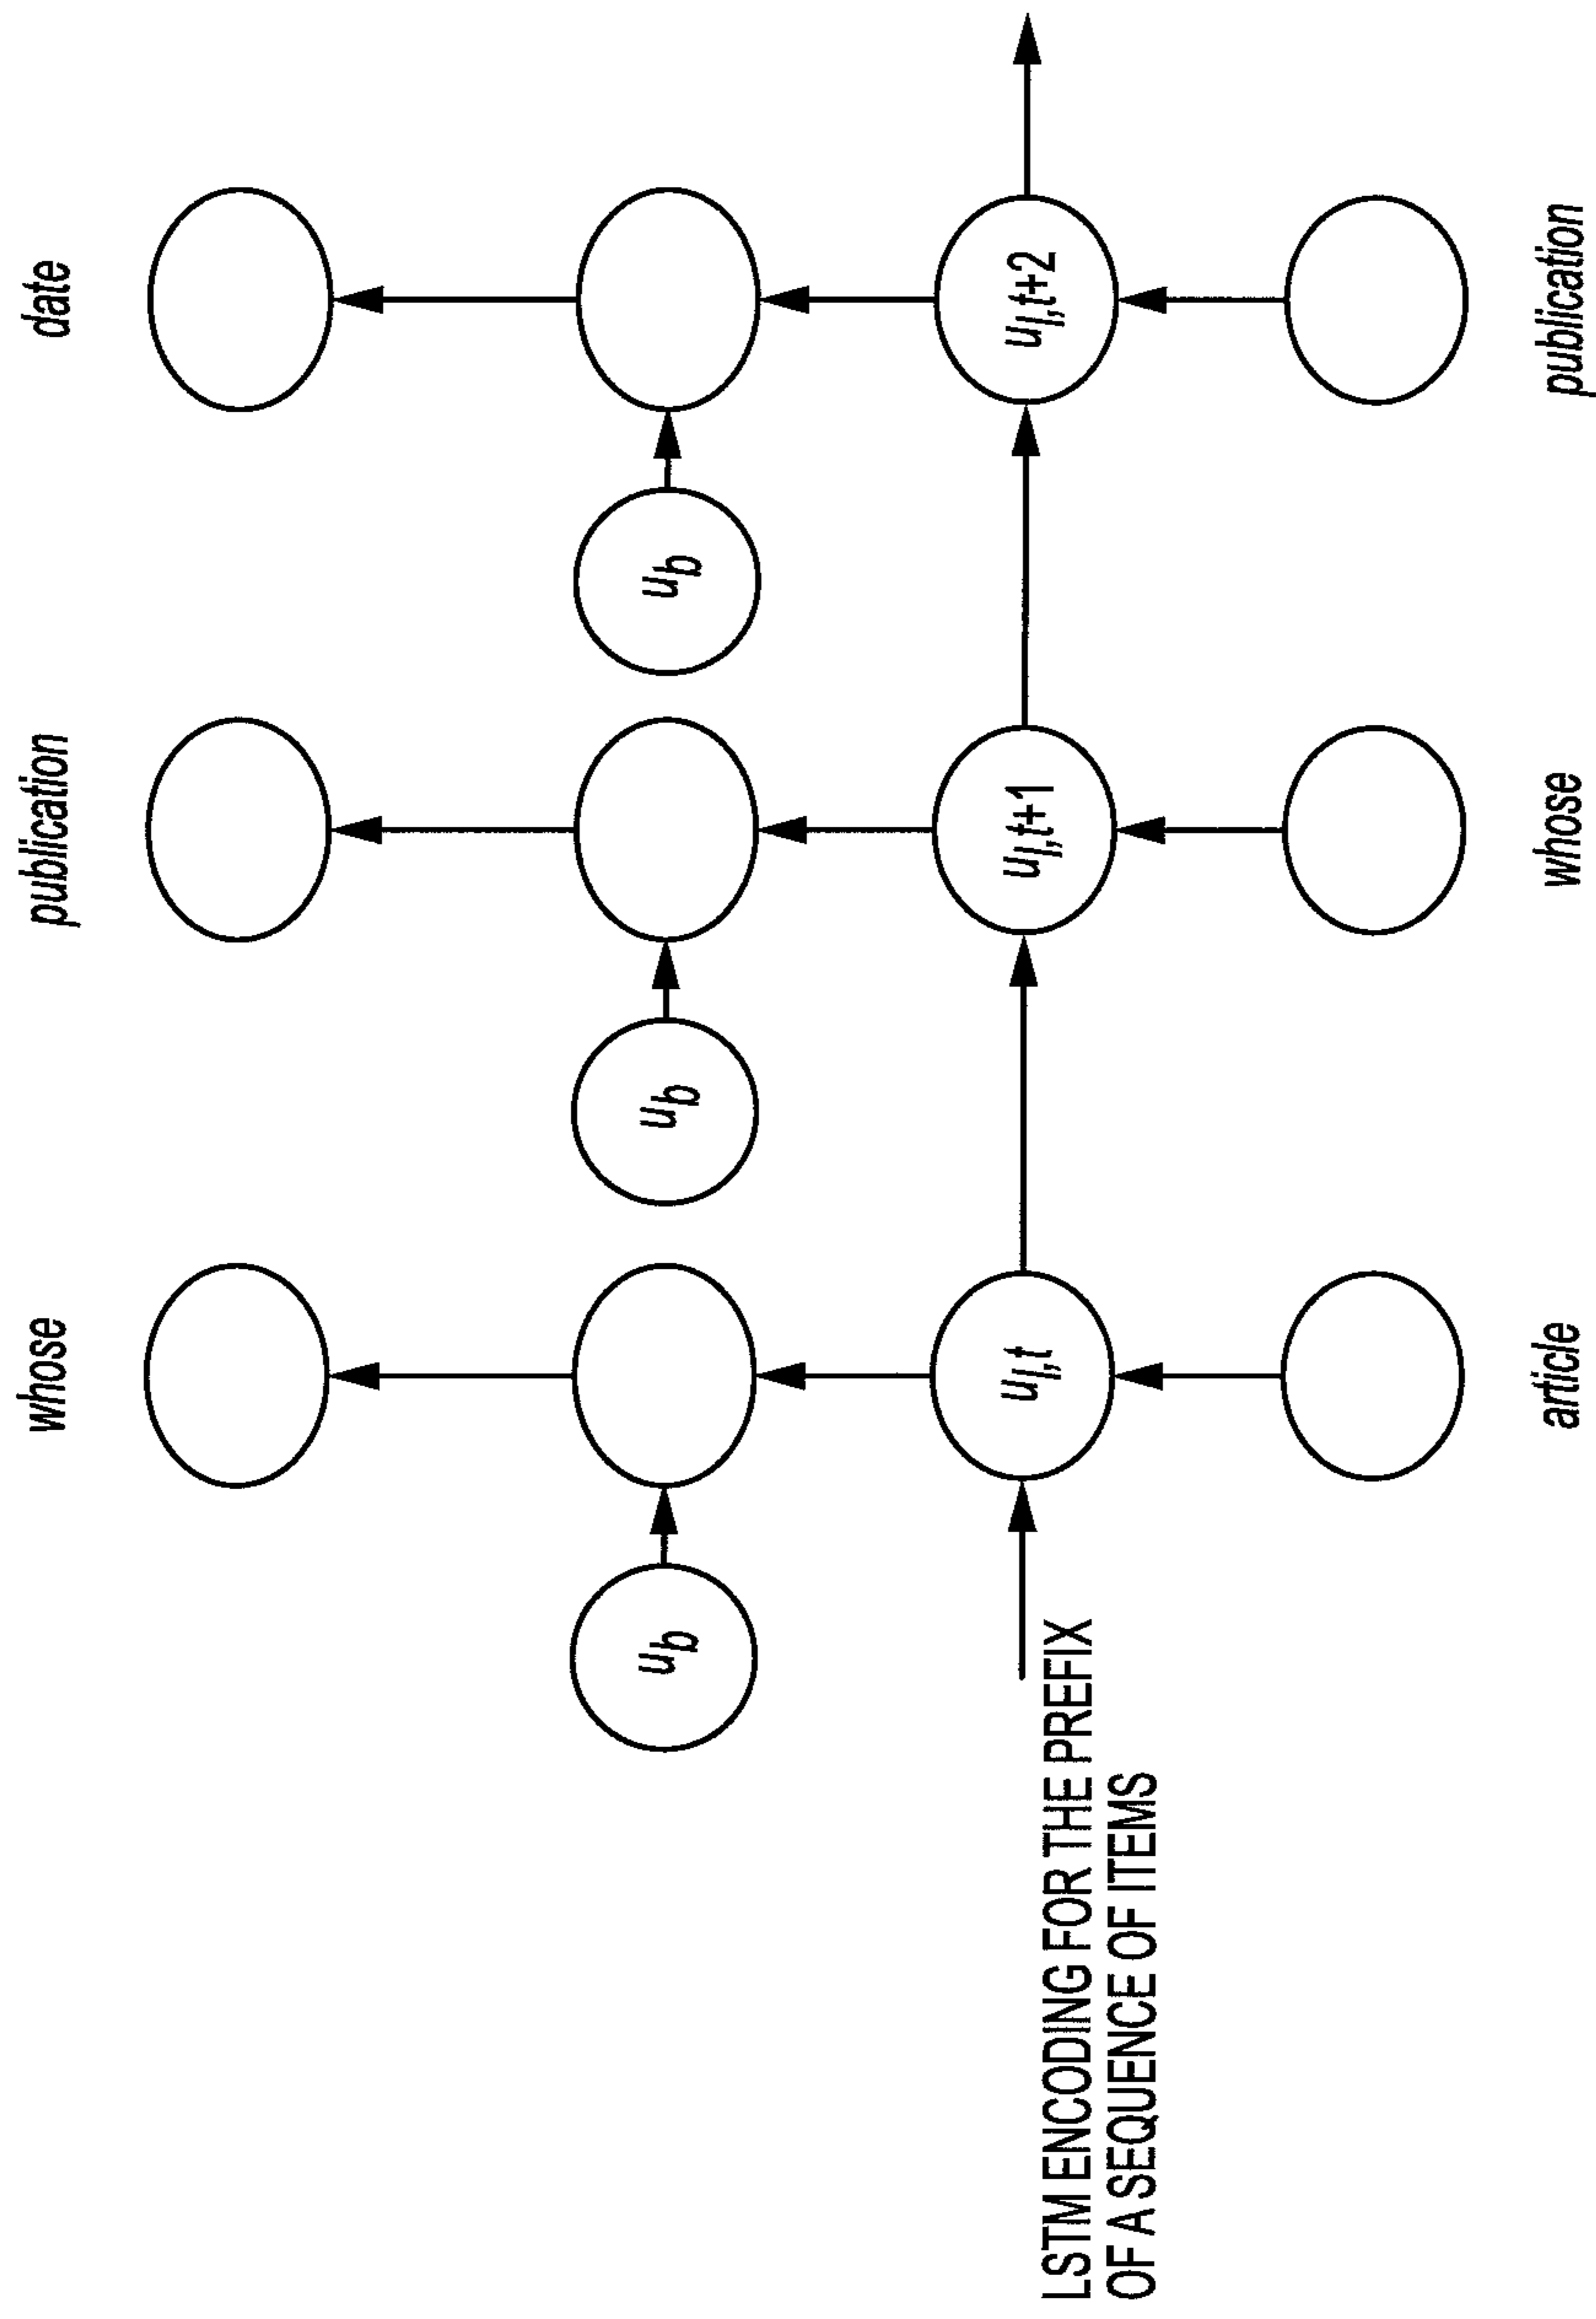 whose publication date
u_b u_b u_b
u_l,t u_l,t+1 u_l,t+2
LSTM ENCODING FOR THE PREFIX
OF A SEQUENCE OF ITEMS
article whose publication